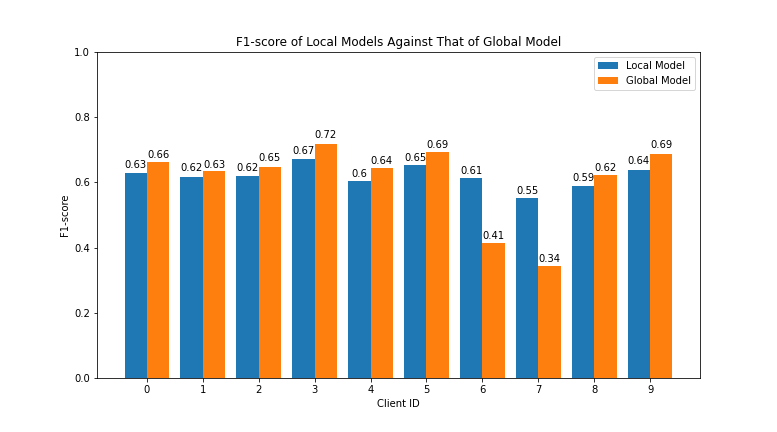 F1-score of Local Models Against That of Global Model
1.0
0.8
0.6
0.4
0.2
0.0
F1-score
Local Model
Global Model
0.63 0.66 0.62 0.63 0.62 0.65 0.67 0.72 0.6 0.64 0.65 0.69 0.61 0.41 0.55 0.34 0.59 0.62 0.64 0.69
0 1 2 3 4 5 6 7 8 9
Client ID